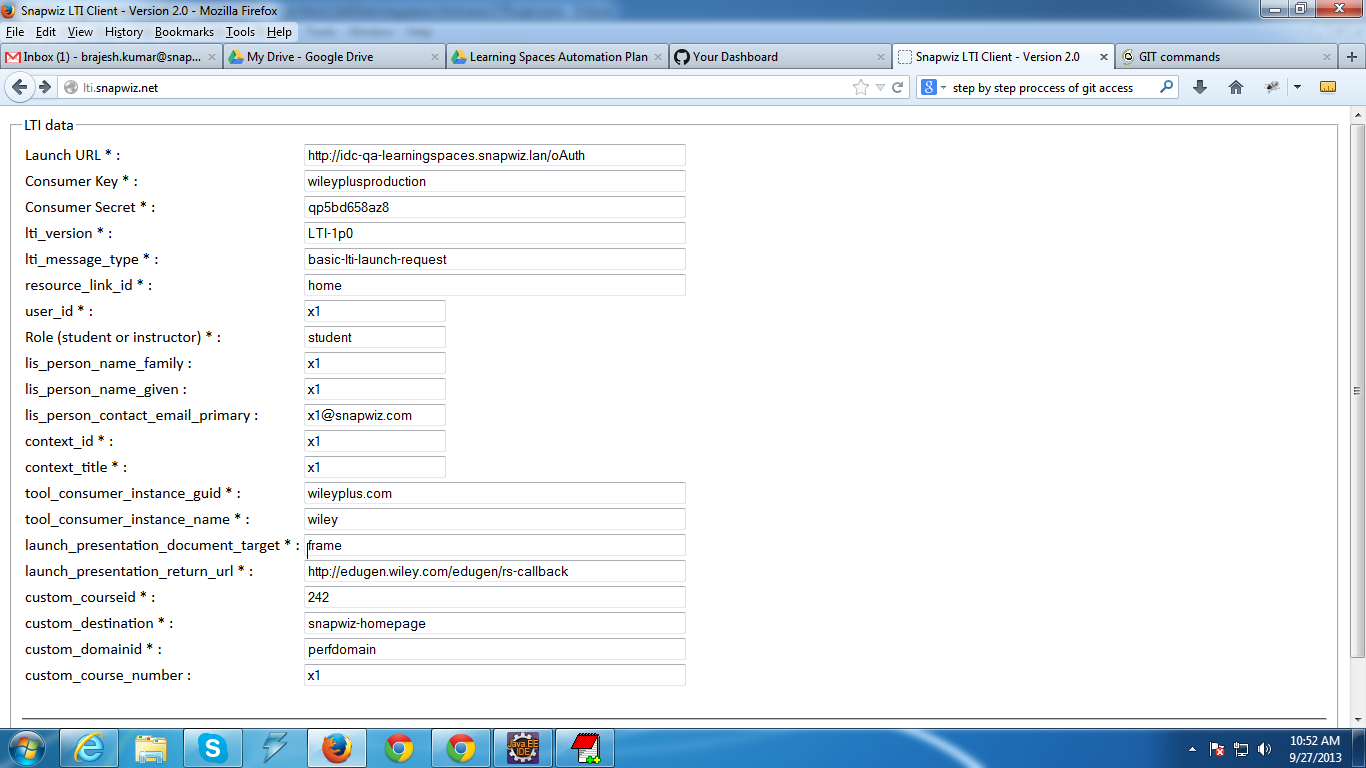 Snapwiz LTI Client - Version 2.0 - Mozilla Firefox
File Edit View History Bookmarks Tools Help
Inbox (1) - brajesh.kumar@snap... My Drive - Google Drive Learning Spaces Automation Plan Your Dashboard Snapwiz LTI Client - Version 2.0 GIT commands
lti.snapwiz.net step by step proccess of git access
LTI data
Launch URL * : http://idc-qa-learningspaces.snapwiz.lan/oAuth
Consumer Key * : wileyplusproduction
Consumer Secret * : qp5bd658az8
lti_version * : LTI-1p0
lti_message_type * : basic-lti-launch-request
resource_link_id * : home
user_id * : x1
Role (student or instructor) * : student
lis_person_name_family : x1
lis_person_name_given : x1
lis_person_contact_email_primary : x1@snapwiz.com
context_id * : x1
context_title * : x1
tool_consumer_instance_guid * : wileyplus.com
tool_consumer_instance_name * : wiley
launch_presentation_document_target * : frame
launch_presentation_return_url * : http://edugen.wiley.com/edugen/rs-callback
custom_courseid * : 242
custom_destination * : snapwiz-homepage
custom_domainid * : perfdomain
custom_course_number : x1
Java EE
IDE
10:52 AM
9/27/2013